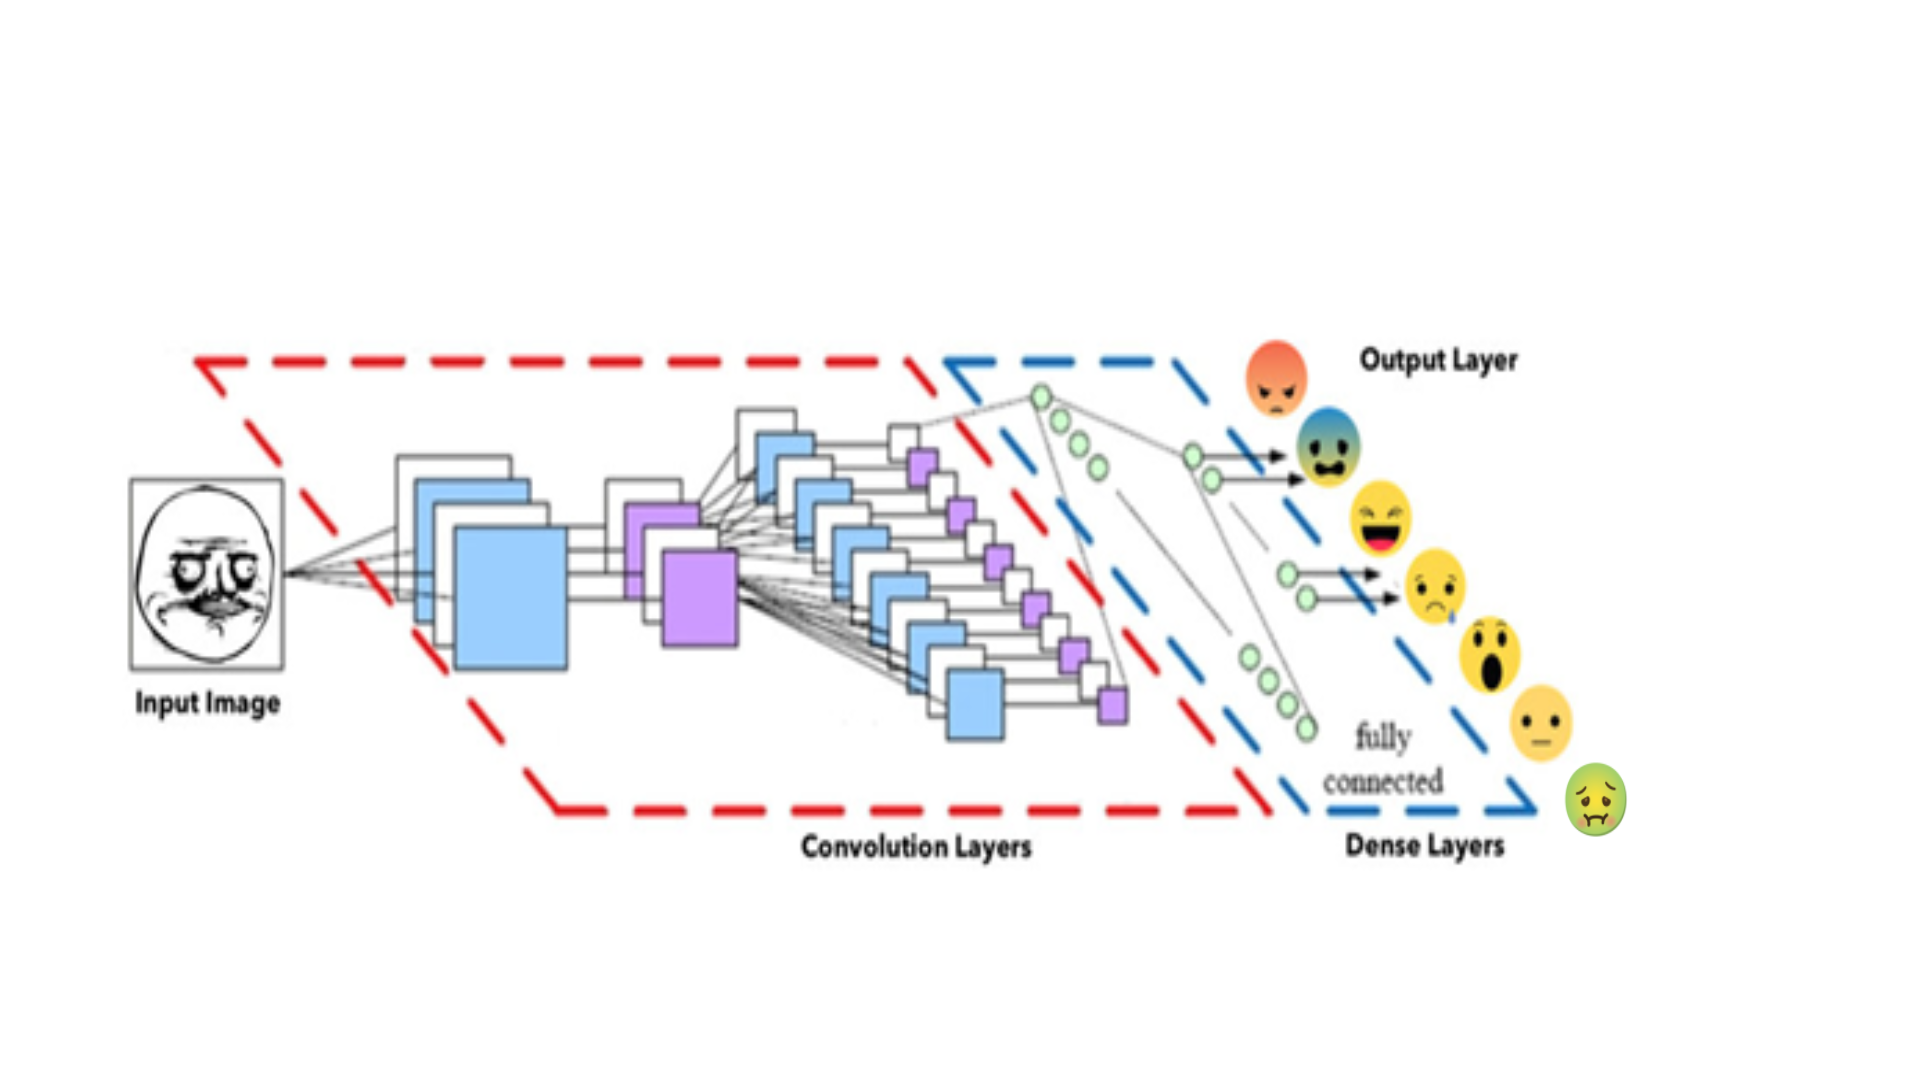 Output Layer
Input Image
fully
connected
Convolution Layers
Dense Layers